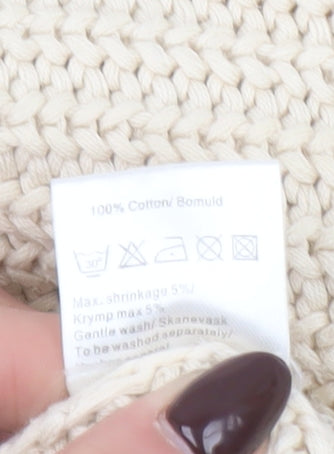 100% Cotton/ Bomuld
30°
Max. shrinkage 5%/
Krymp max 5%
Gentle wash/ Skånevask
To be washed separately/